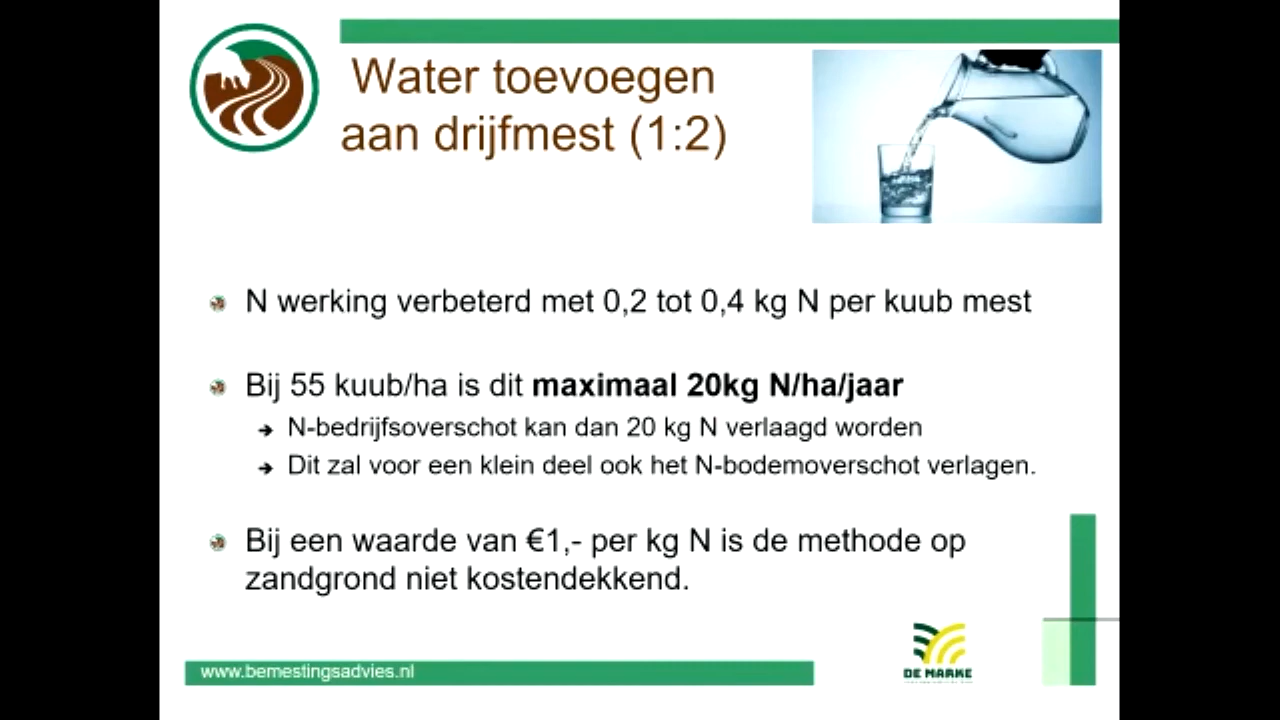 Water toevoegen
aan drijfmest (1:2)
N werking verbeterd met 0,2 tot 0,4 kg N per kuub mest
Bij 55 kuub/ha is dit maximaal 20kg N/ha/jaar
N-bedrijfsoverschot kan dan 20 kg N verlaagd worden
Dit zal voor een klein deel ook het N-bodemoverschot verlagen.
Bij een waarde van €1,- per kg N is de methode op
zandgrond niet kostendekkend.
www.bemestingsadvies.nl
DE MARKE